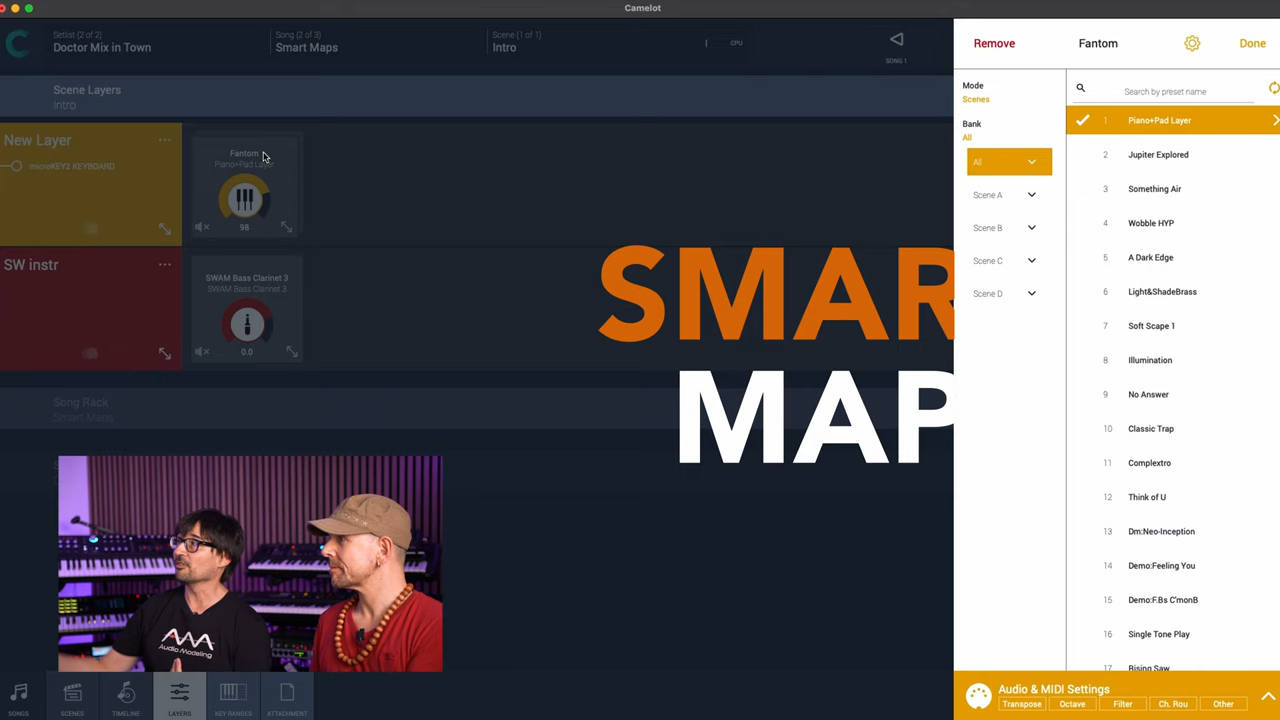 Camelot
Setlist (2 of 2)
Doctor Mix in Town
Song (2 of 3)
Smart Maps
Scene (1 of 1)
Intro
CPU
SONG 1
Scene Layers
Intro
New Layer
microKEY2 KEYBOARD
Fantom
Piano+Pad Layer
98
SW instr
SWAM Bass Clarinet 3
SWAM Bass Clarinet 3
0.0
Song Rack
Smart Maps
SMAR
MAP
Audio Modeling
SONGS
SCENES
TIMELINE
LAYERS
KEY RANGES
ATTACHMENT
Remove
Fantom
Done
Mode
Scenes
Bank
All
All
Scene A
Scene B
Scene C
Scene D
Search by preset name
1 Piano+Pad Layer
2 Jupiter Explored
3 Something Air
4 Wobble HYP
5 A Dark Edge
6 Light&ShadeBrass
7 Soft Scape 1
8 Illumination
9 No Answer
10 Classic Trap
11 Complextro
12 Think of U
13 Dm:Neo-Inception
14 Demo:Feeling You
15 Demo:F.Bs C'monB
16 Single Tone Play
17 Rising Saw
Audio & MIDI Settings
Transpose
Octave
Filter
Ch. Rou
Other